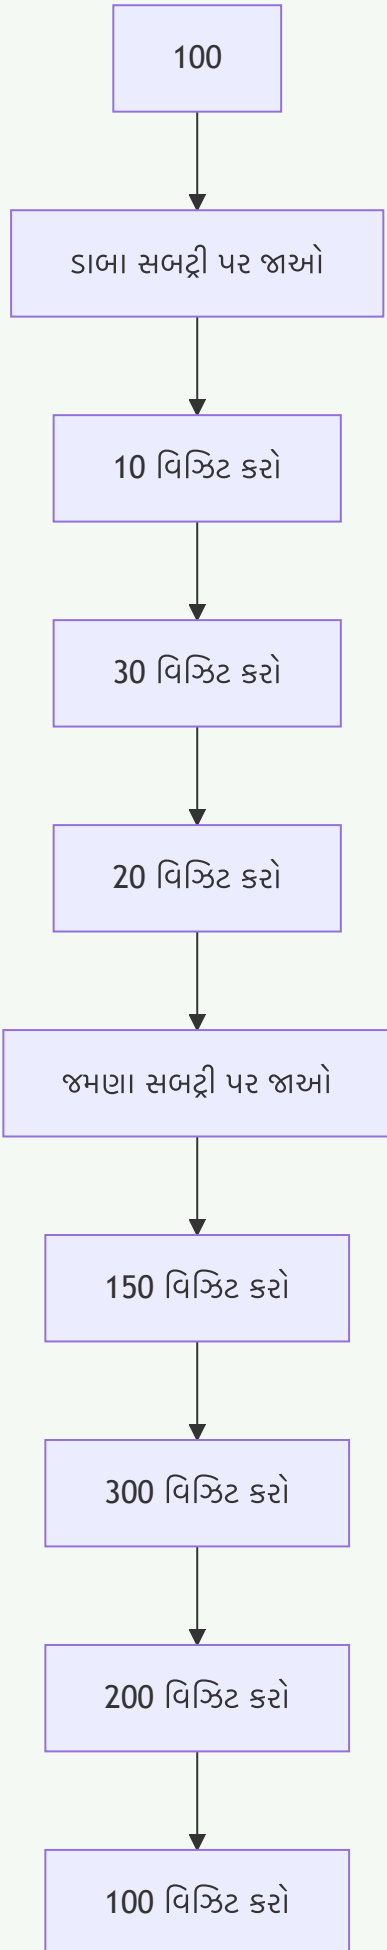 100
ડાબા સબટ્રી પર જાઓ
10 વિઝિટ કરો
30 વિઝિટ કરો
20 વિઝિટ કરો
જમણા સબટ્રી પર જાઓ
150 વિઝિટ કરો
300 વિઝિટ કરો
200 વિઝિટ કરો
100 વિઝિટ કરો